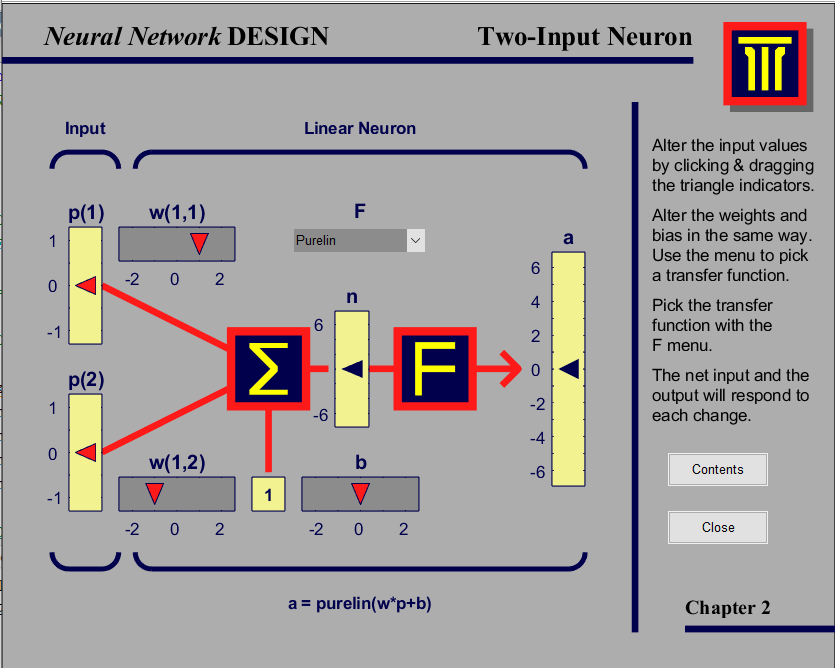 Neural Network DESIGN
Two-Input Neuron
Input
Linear Neuron
p(1)
1
0
-1
w(1,1)
-2 0 2
F
Purelin
a
6
4
2
0
-2
-4
-6
n
6
-6
Σ
F
p(2)
1
0
-1
w(1,2)
-2 0 2
1
b
-2 0 2
a = purelin(w*p+b)
Alter the input values
by clicking & dragging
the triangle indicators.
Alter the weights and
bias in the same way.
Use the menu to pick
a transfer function.
Pick the transfer
function with the
F menu.
The net input and the
output will respond to
each change.
Contents
Close
Chapter 2